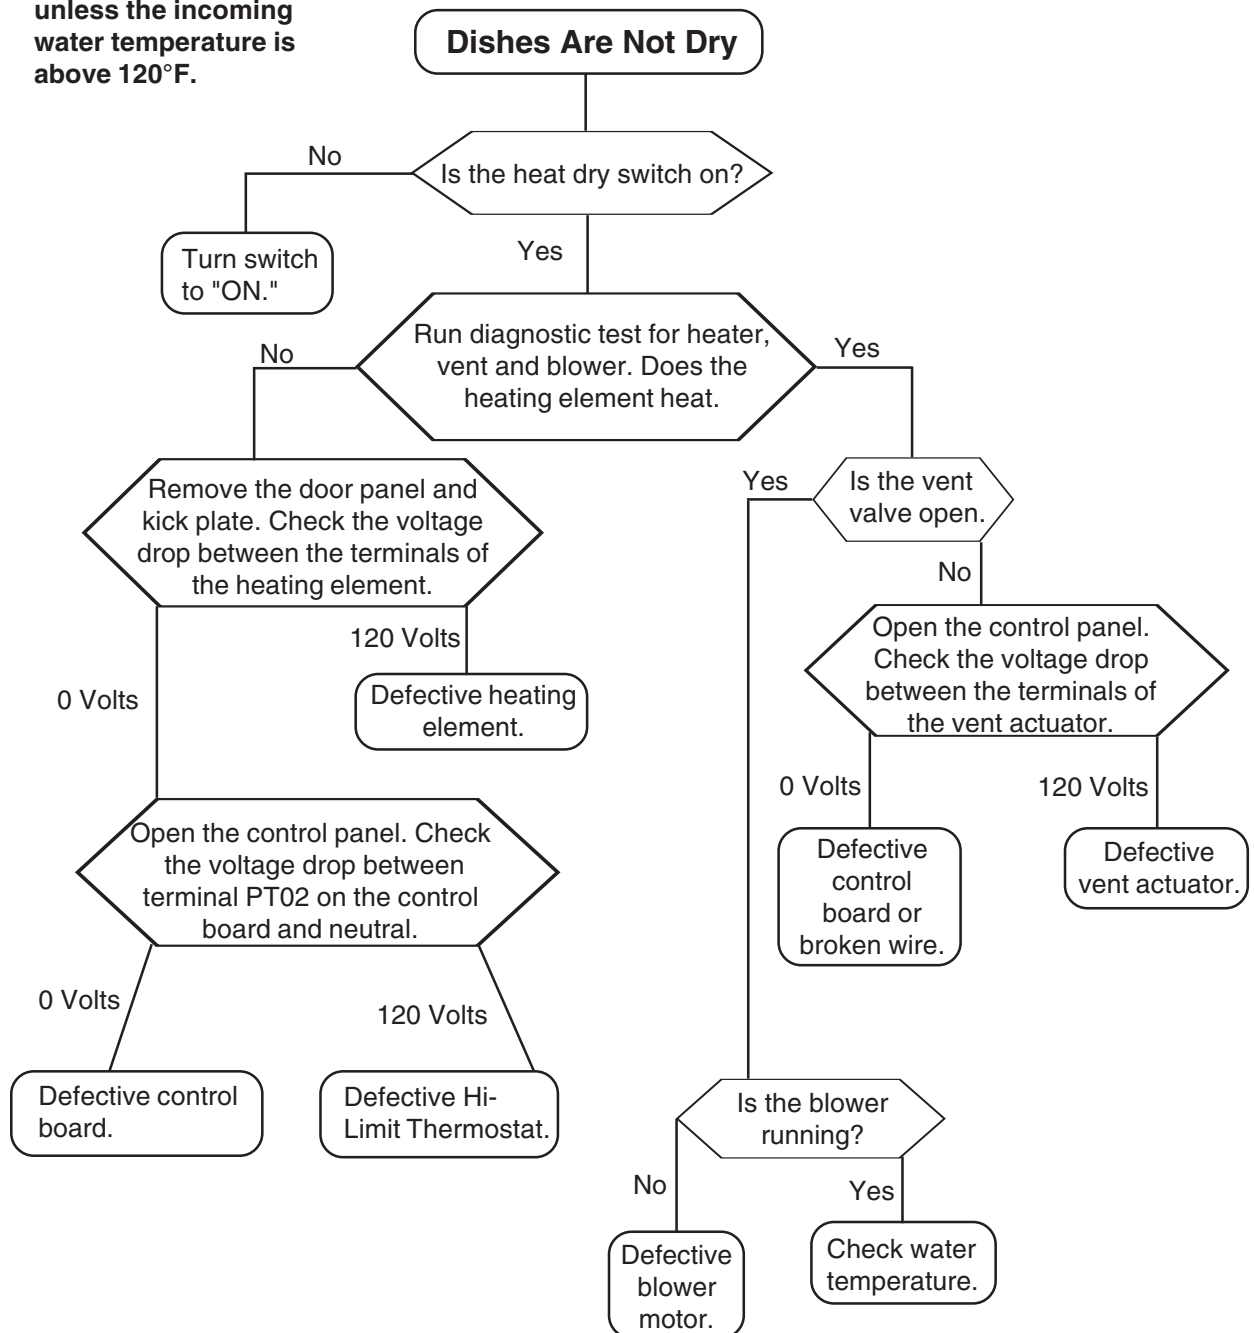 unless the incoming
water temperature is
above 120°F.
Dishes Are Not Dry
No
Is the heat dry switch on?
Turn switch
to "ON."
Yes
No
Run diagnostic test for heater,
vent and blower. Does the
heating element heat.
Yes
Remove the door panel and
kick plate. Check the voltage
drop between the terminals of
the heating element.
Yes
Is the vent
valve open.
No
0 Volts
120 Volts
Defective heating
element.
Open the control panel.
Check the voltage drop
between the terminals of
the vent actuator.
0 Volts
120 Volts
Open the control panel. Check
the voltage drop between
terminal PT02 on the control
board and neutral.
Defective
control
board or
broken wire.
Defective
vent actuator.
0 Volts
120 Volts
Defective control
board.
Defective Hi-
Limit Thermostat.
Is the blower
running?
No
Yes
Defective
blower
motor.
Check water
temperature.